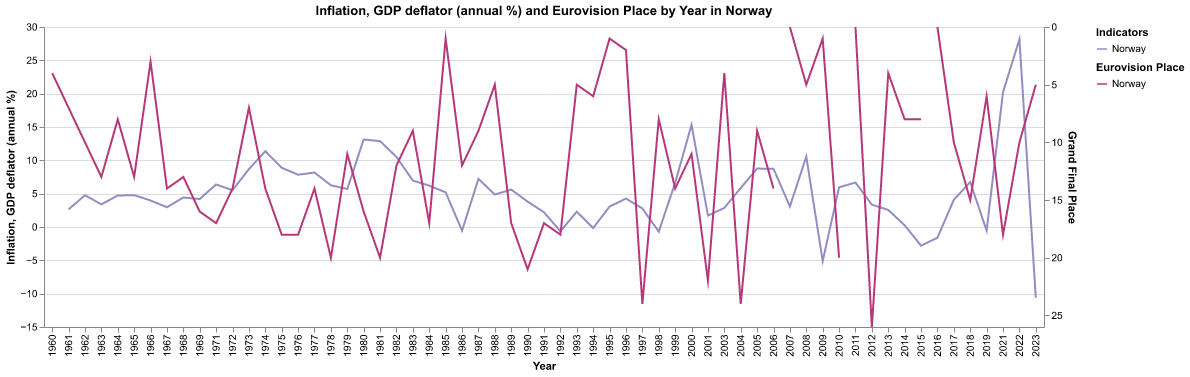 Inflation, GDP deflator (annual %) and Eurovision Place by Year in Norway
Inflation, GDP deflator (annual %)
30
25
20
15
10
5
0
−5
−10
−15
0
5
10
15
20
25
Grand Final Place
1960 1961 1962 1963 1964 1965 1966 1967 1968 1969 1971 1972 1973 1974 1975 1976 1977 1978 1979 1980 1981 1982 1983 1984 1985 1986 1987 1988 1989 1990 1991 1992 1993 1994 1995 1996 1997 1998 1999 2000 2001 2003 2004 2005 2006 2007 2008 2009 2010 2011 2012 2013 2014 2015 2016 2017 2018 2019 2021 2022 2023
Year
Indicators
Norway
Eurovision Place
Norway